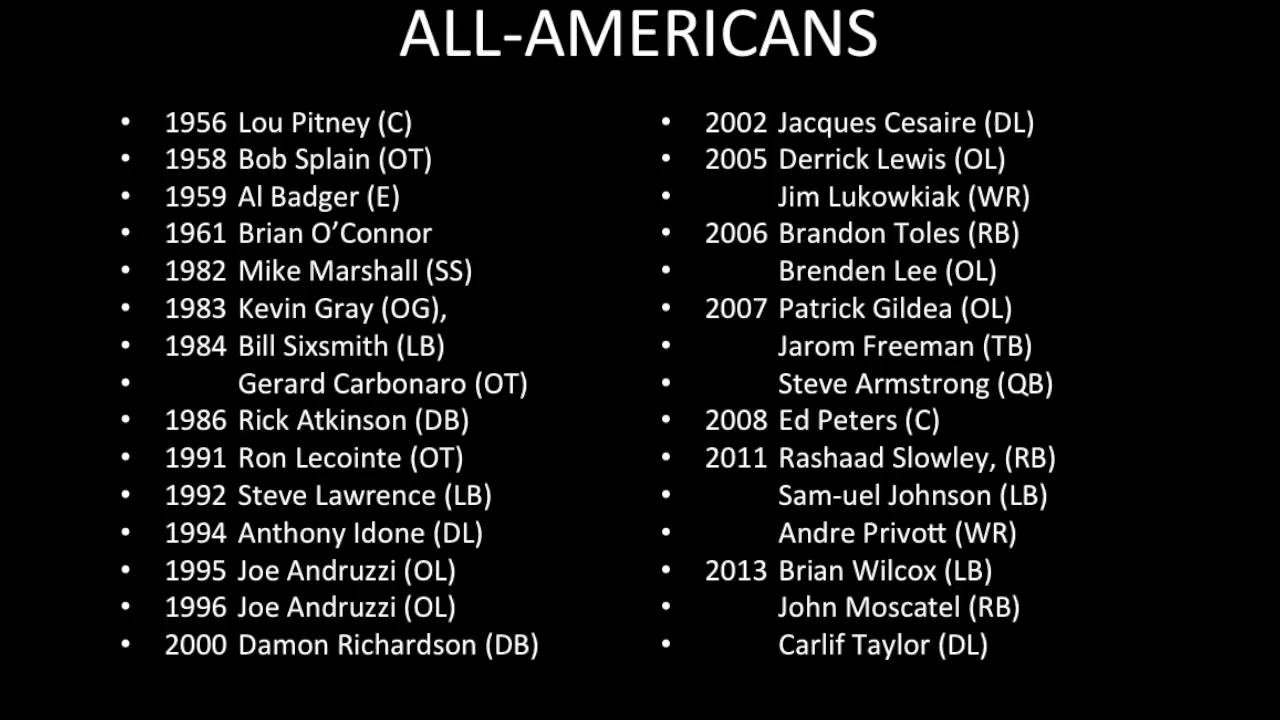 ALL-AMERICANS
• 1956 Lou Pitney (C)
• 1958 Bob Splain (OT)
• 1959 Al Badger (E)
• 1961 Brian O’Connor
• 1982 Mike Marshall (SS)
• 1983 Kevin Gray (OG),
• 1984 Bill Sixsmith (LB)
• Gerard Carbonaro (OT)
• 1986 Rick Atkinson (DB)
• 1991 Ron Lecointe (OT)
• 1992 Steve Lawrence (LB)
• 1994 Anthony Idone (DL)
• 1995 Joe Andruzzi (OL)
• 1996 Joe Andruzzi (OL)
• 2000 Damon Richardson (DB)
• 2002 Jacques Cesaire (DL)
• 2005 Derrick Lewis (OL)
• Jim Lukowkiak (WR)
• 2006 Brandon Toles (RB)
• Brenden Lee (OL)
• 2007 Patrick Gildea (OL)
• Jarom Freeman (TB)
• Steve Armstrong (QB)
• 2008 Ed Peters (C)
• 2011 Rashaad Slowley, (RB)
• Sam-uel Johnson (LB)
• Andre Privott (WR)
• 2013 Brian Wilcox (LB)
• John Moscatel (RB)
• Carlif Taylor (DL)